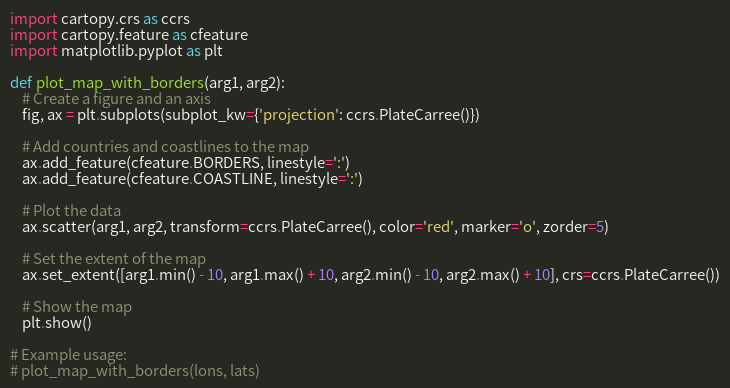 import cartopy.crs as ccrs
import cartopy.feature as cfeature
import matplotlib.pyplot as plt

def plot_map_with_borders(arg1, arg2):
    # Create a figure and an axis
    fig, ax = plt.subplots(subplot_kw={'projection': ccrs.PlateCarree()})

    # Add countries and coastlines to the map
    ax.add_feature(cfeature.BORDERS, linestyle=':')
    ax.add_feature(cfeature.COASTLINE, linestyle=':')

    # Plot the data
    ax.scatter(arg1, arg2, transform=ccrs.PlateCarree(), color='red', marker='o', zorder=5)

    # Set the extent of the map
    ax.set_extent([arg1.min() - 10, arg1.max() + 10, arg2.min() - 10, arg2.max() + 10], crs=ccrs.PlateCarree())

    # Show the map
    plt.show()

# Example usage:
# plot_map_with_borders(lons, lats)